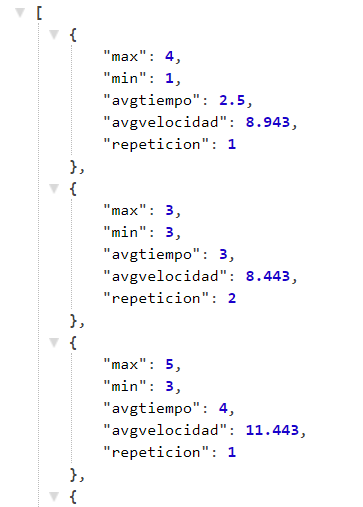 [
{
"max": 4,
"min": 1,
"avgtiempo": 2.5,
"avgvelocidad": 8.943,
"repeticion": 1
},
{
"max": 3,
"min": 3,
"avgtiempo": 3,
"avgvelocidad": 8.443,
"repeticion": 2
},
{
"max": 5,
"min": 3,
"avgtiempo": 4,
"avgvelocidad": 11.443,
"repeticion": 1
},
{